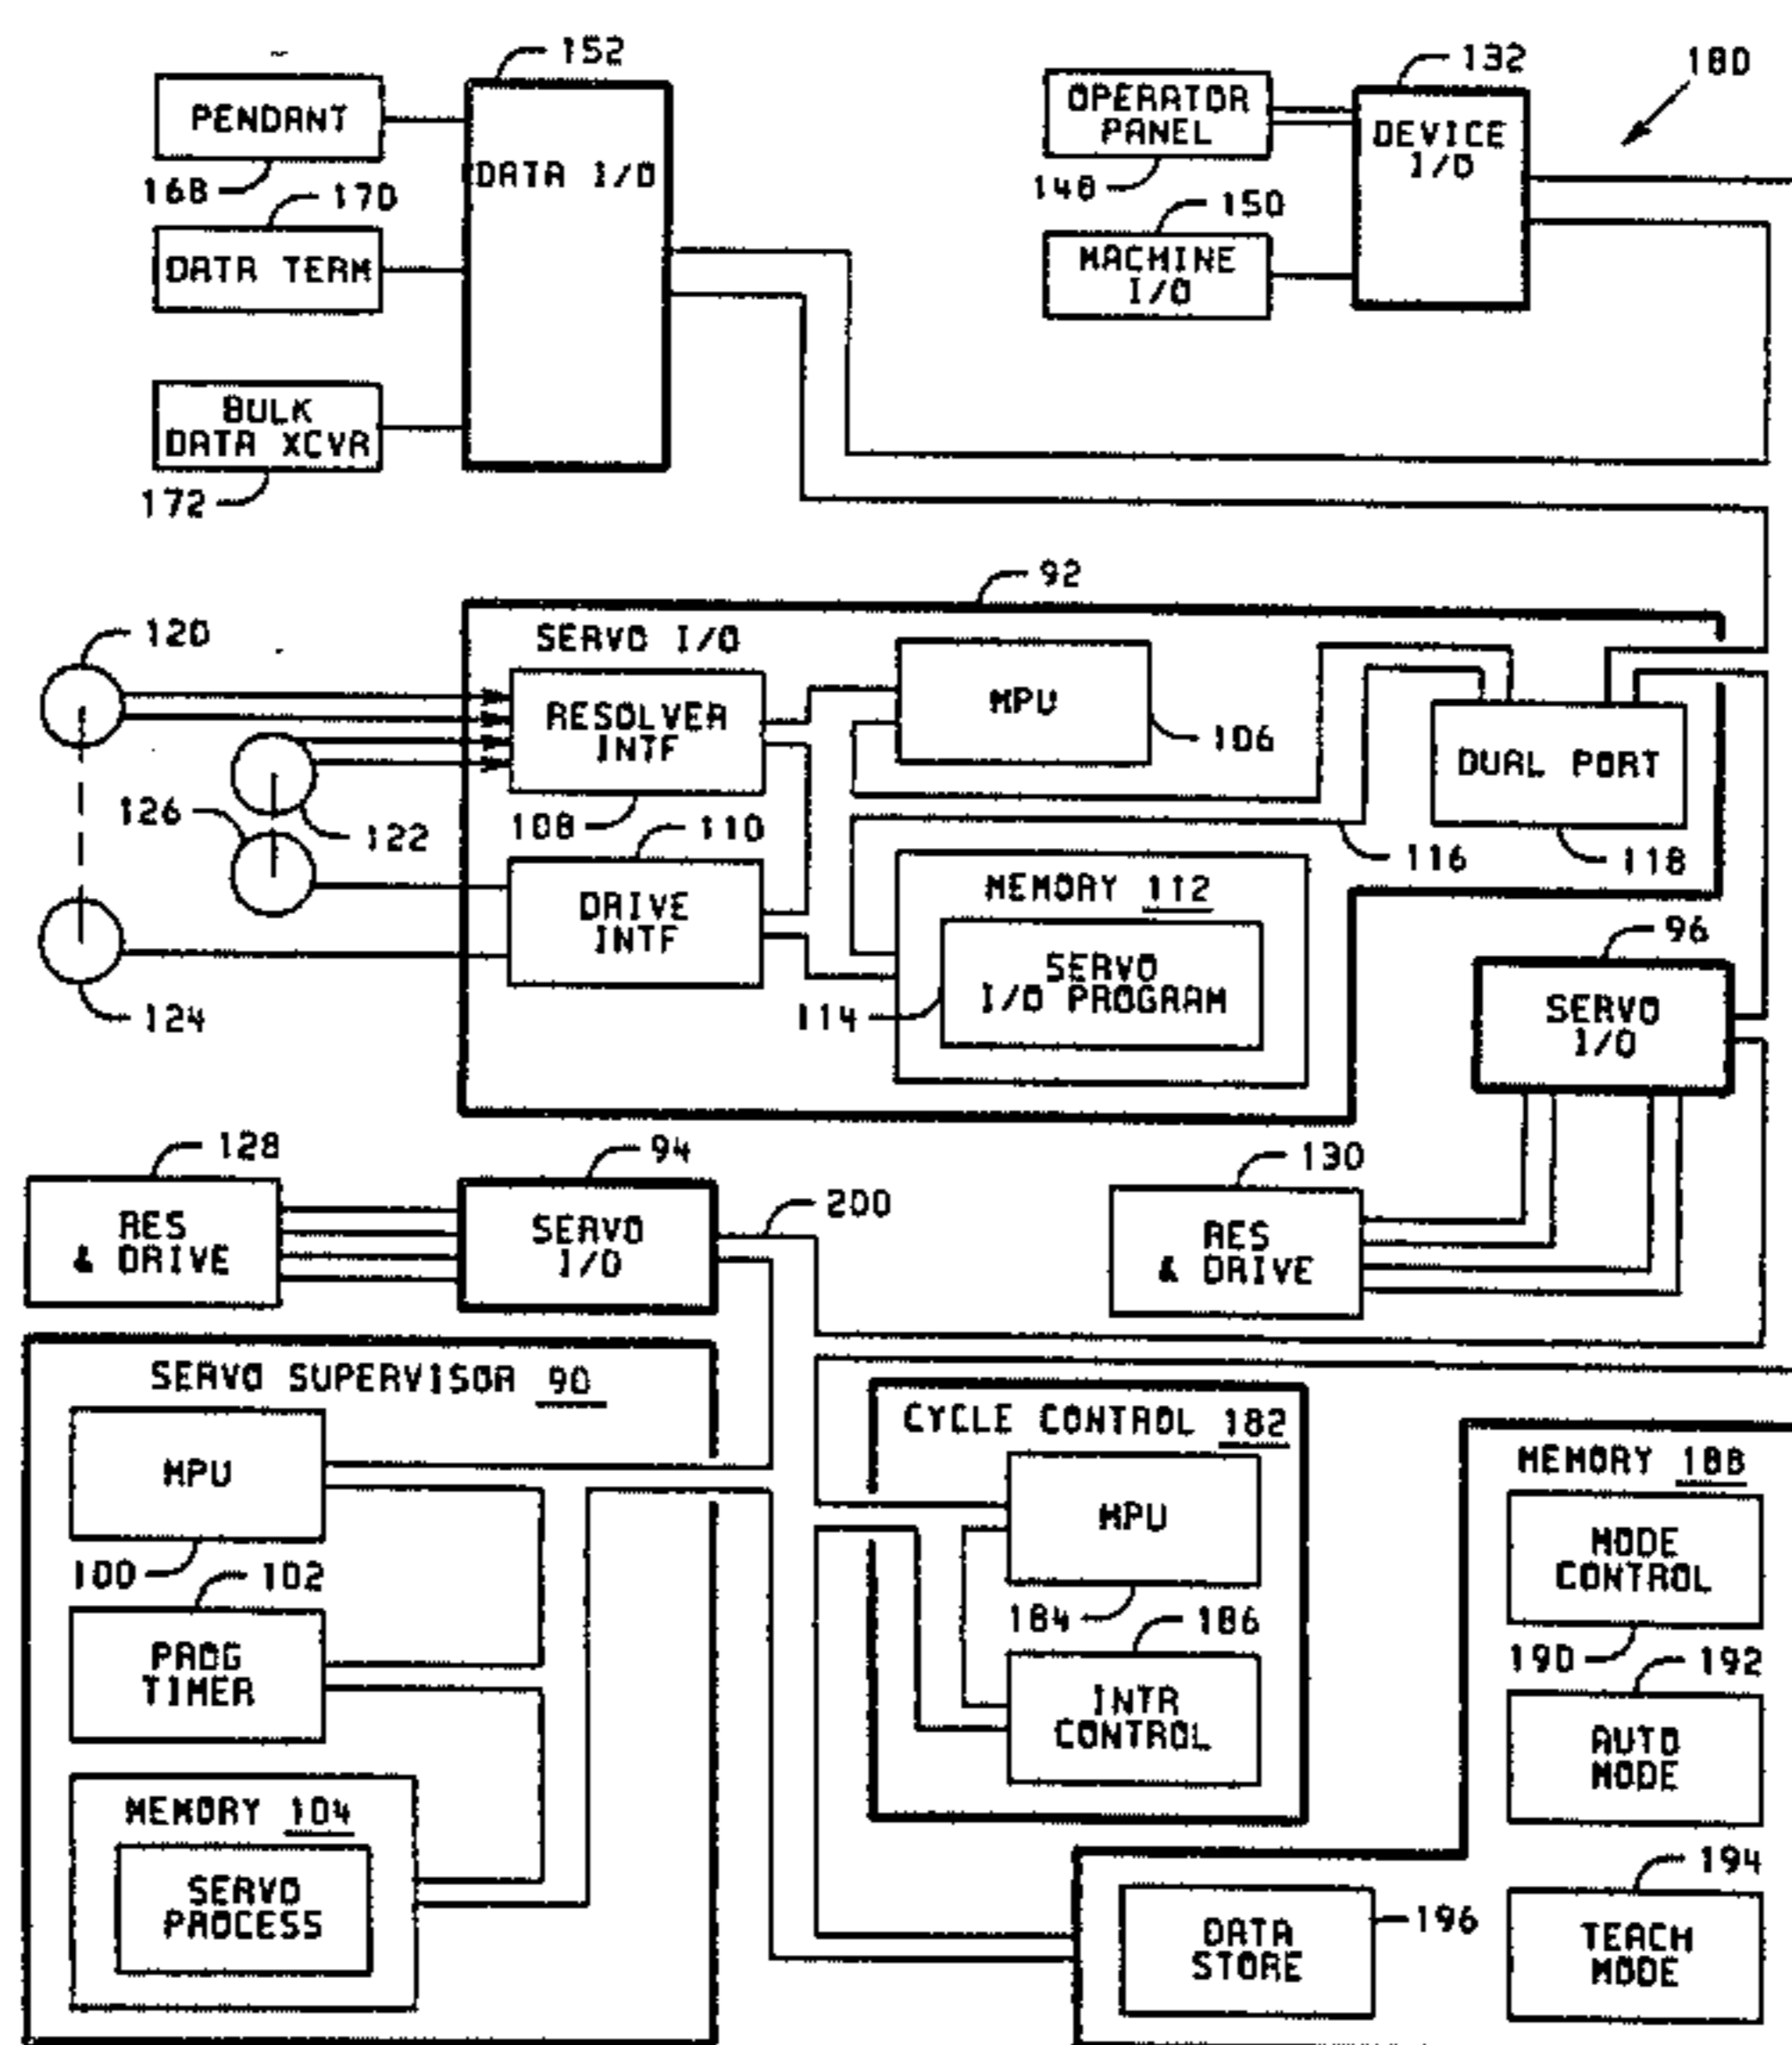 152
PENDANT
DATA I/O
168
170
DATA TERM
BULK
DATA XCVR
172
132
180
OPERATOR
PANEL
DEVICE
I/O
148
150
MACHINE
I/O
92
120
SERVO I/O
RESOLVER
INTF
MPU
106
DUAL PORT
126
122
108
110
116
118
DRIVE
INTF
MEMORY 112
SERVO
I/O PROGRAM
114
124
96
SERVO
I/O
128
94
130
200
RES
& DRIVE
SERVO
I/O
RES
& DRIVE
SERVO SUPERVISOR 90
MPU
100
102
PROG
TIMER
MEMORY 104
SERVO
PROCESS
CYCLE CONTROL 182
MPU
184
186
INTR
CONTROL
MEMORY 188
MODE
CONTROL
190
192
AUTO
MODE
194
DATA
STORE
196
TEACH
MODE